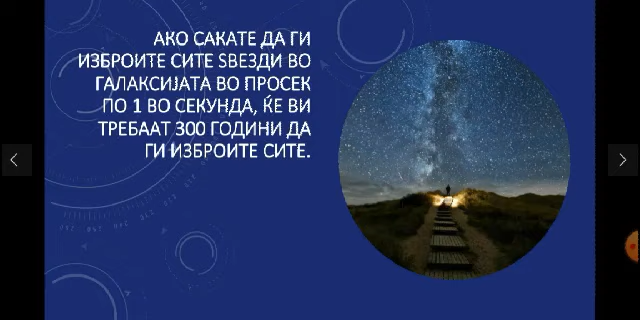 АКО САКАТЕ ДА ГИ
ИЗБРОИТЕ СИТЕ ЅВЕЗДИ ВО
ГАЛАКСИЈАТА ВО ПРОСЕК
ПО 1 ВО СЕКУНДА, ЌЕ ВИ
ТРЕБААТ 300 ГОДИНИ ДА
ГИ ИЗБРОИТЕ СИТЕ.